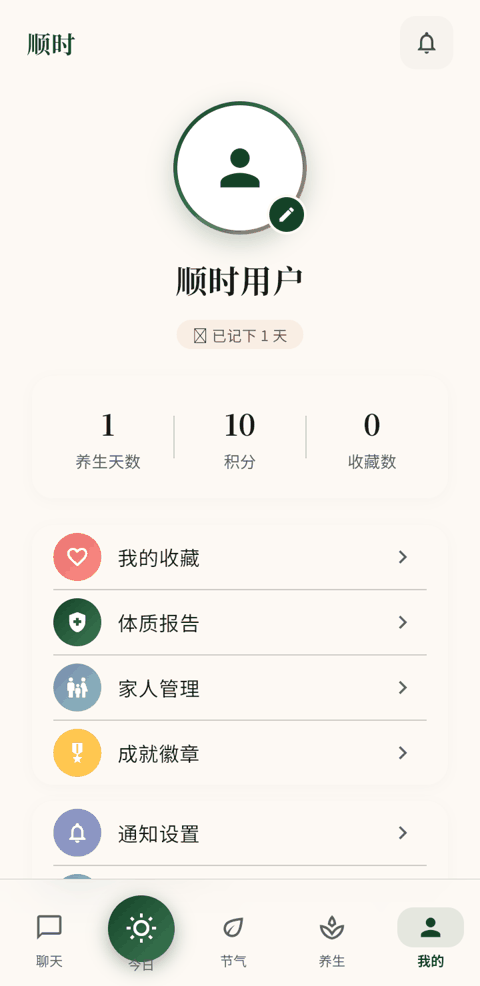 顺时
顺时用户
已记下 1 天
1 10 0
养生天数 积分 收藏数
我的收藏
体质报告
家人管理
成就徽章
通知设置
聊天 今日 节气 养生 我的